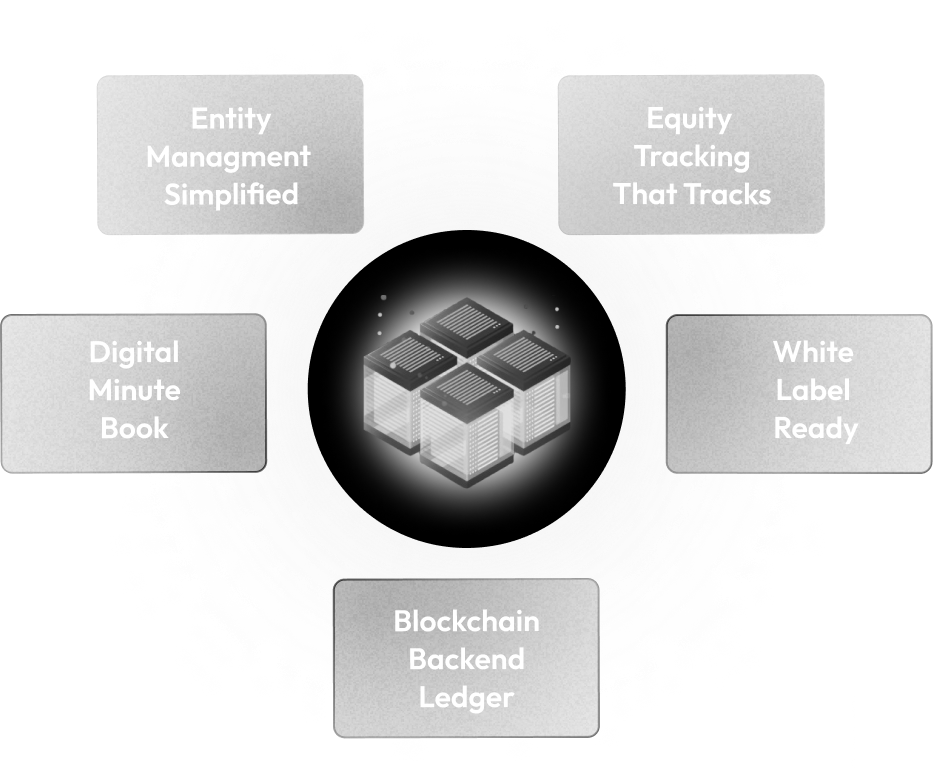 Entity
Managment
Simplified
Equity
Tracking
That Tracks
Digital
Minute
Book
White
Label
Ready
Blockchain
Backend
Ledger